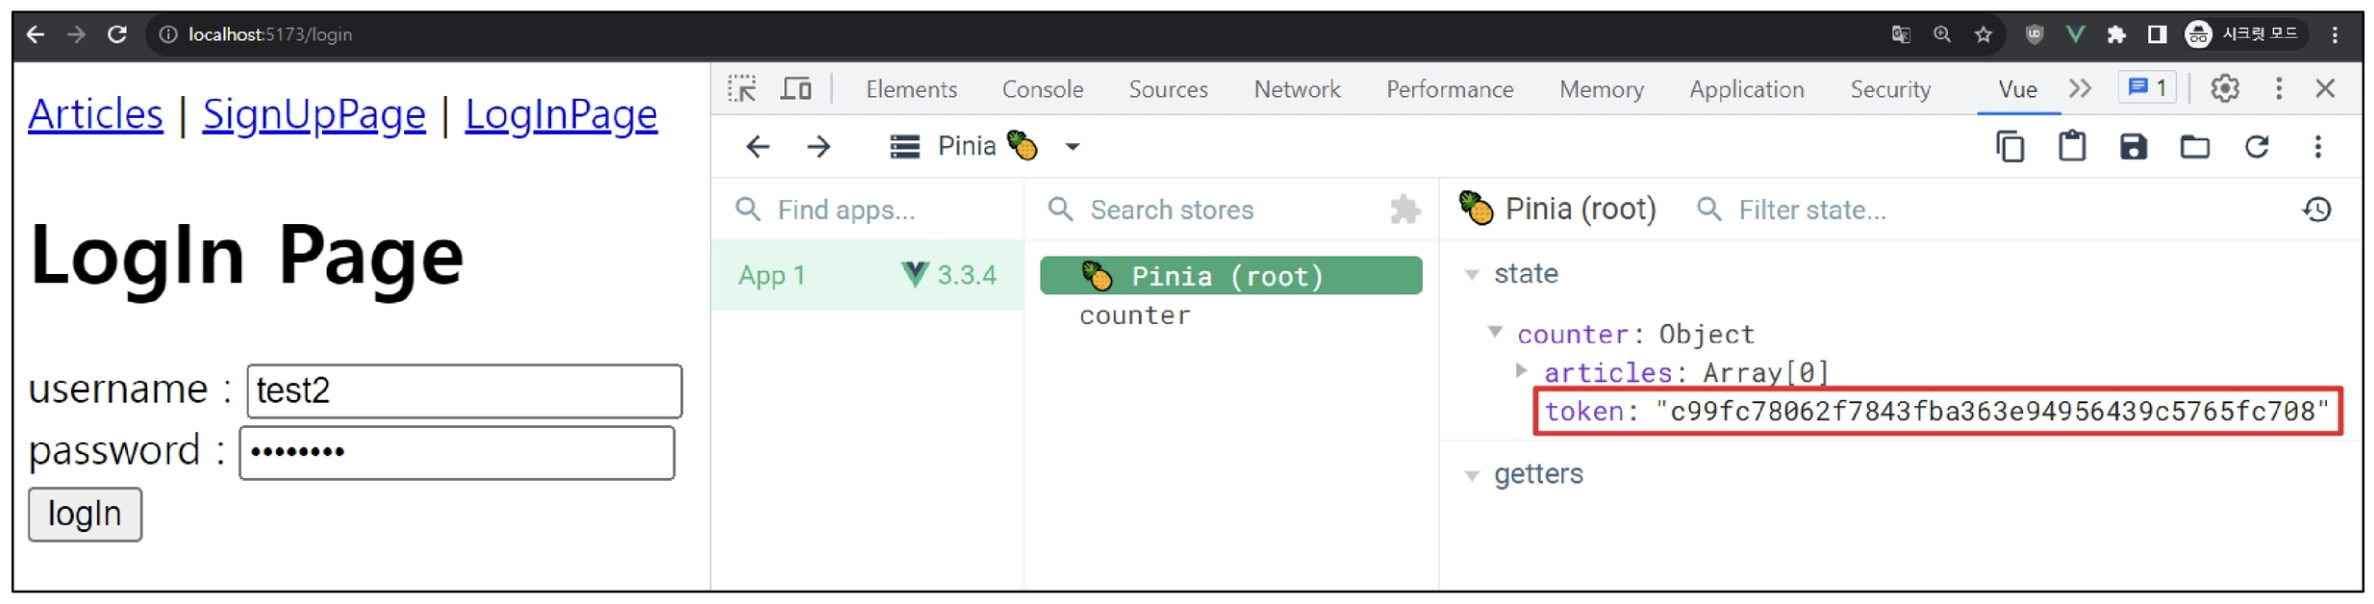 localhost:5173/login
시크릿 모드
Articles | SignUpPage | LogInPage
LogIn Page
username :
test2
password :
••••••••
logIn
Elements Console Sources Network Performance Memory Application Security Vue 1
Pinia
Find apps...
App 1 3.3.4
Search stores
Pinia (root)
counter
Pinia (root) Filter state...
state
counter: Object
articles: Array[0]
token: "c99fc78062f7843fba363e94956439c5765fc708"
getters